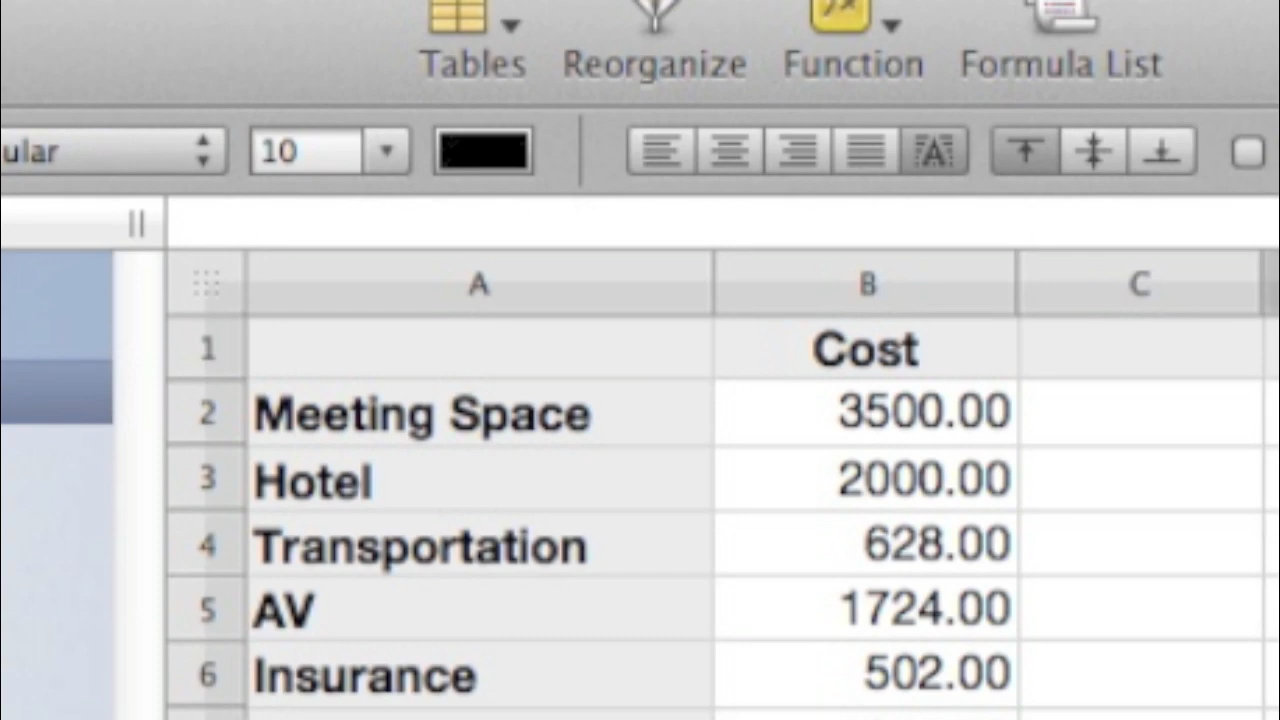 Tables Reorganize Function Formula List
ular 10
A B C
1 Cost
2 Meeting Space 3500.00
3 Hotel 2000.00
4 Transportation 628.00
5 AV 1724.00
6 Insurance 502.00